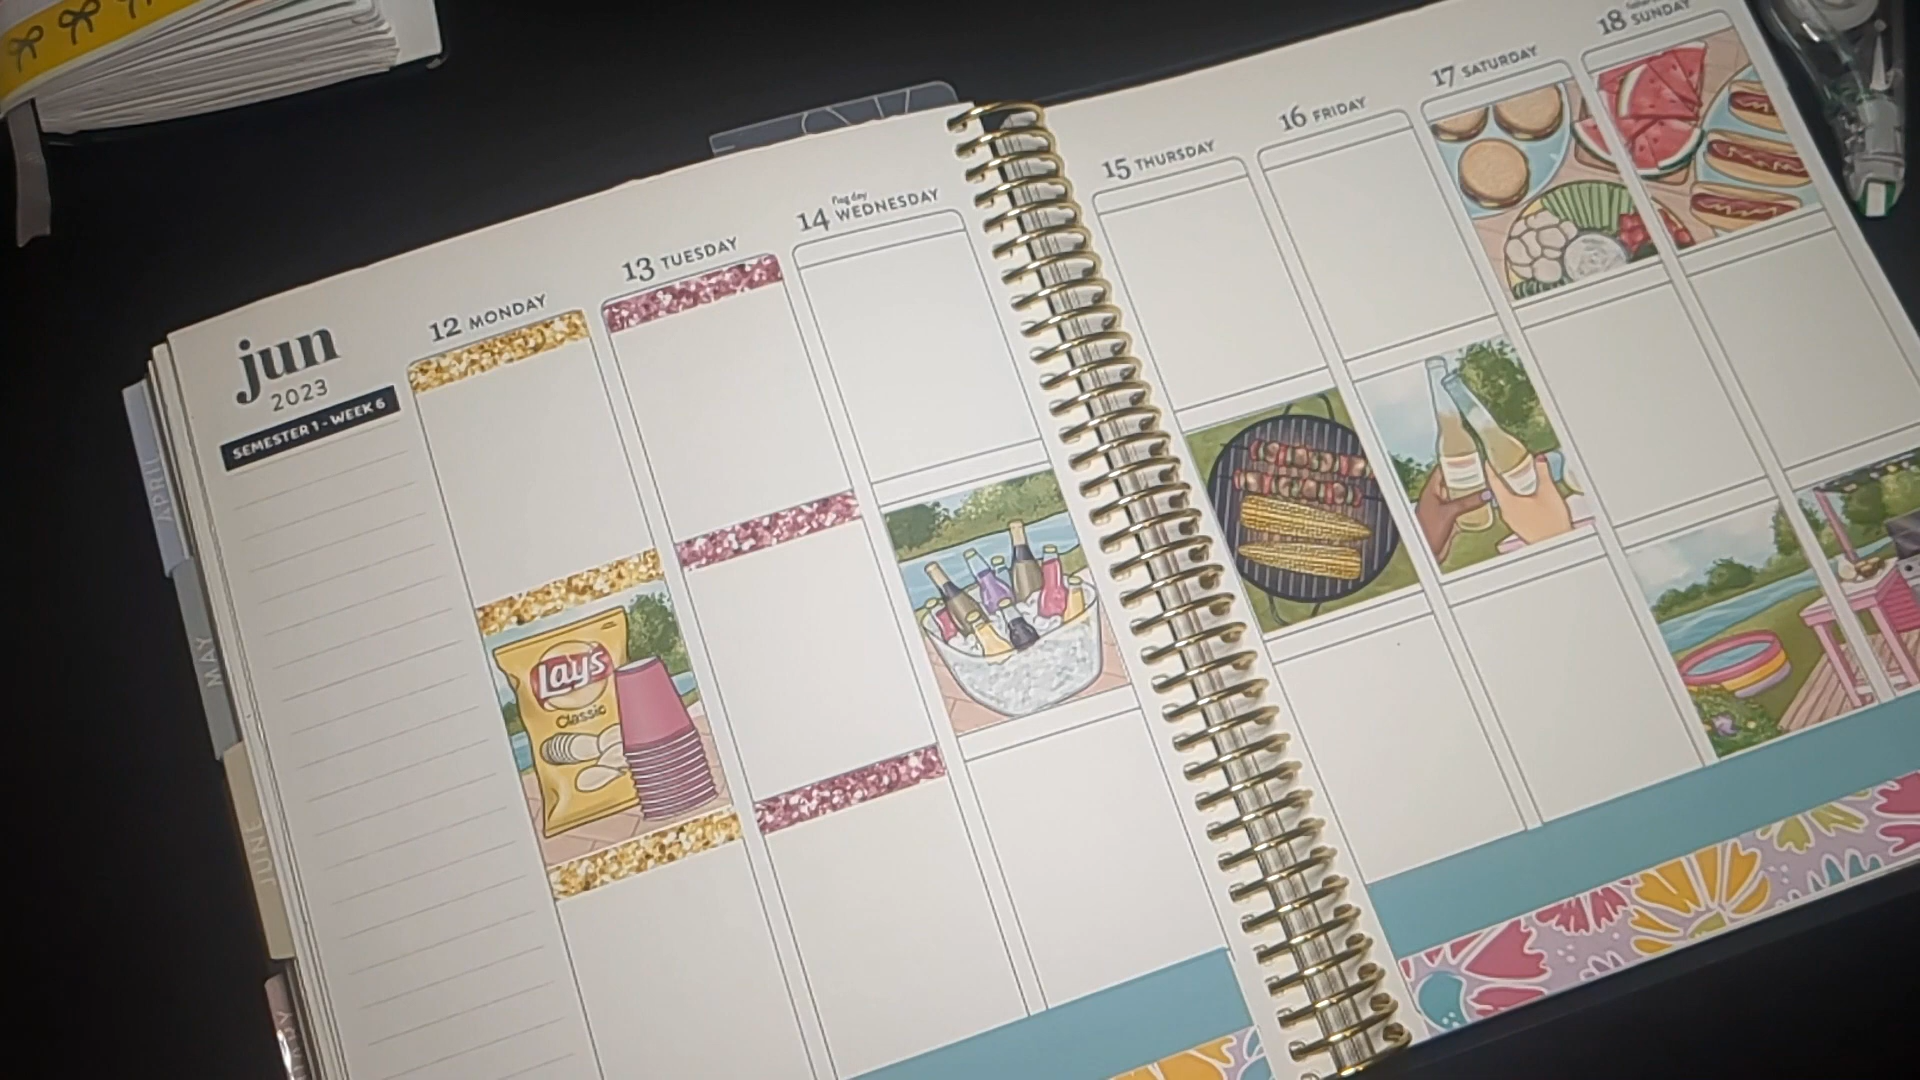 jun
2023
SEMESTER 1 - WEEK 6
12 MONDAY
13 TUESDAY
flag day
14 WEDNESDAY
15 THURSDAY
16 FRIDAY
17 SATURDAY
18 SUNDAY
Lay's
Classic
APRIL
MAY
JUNE